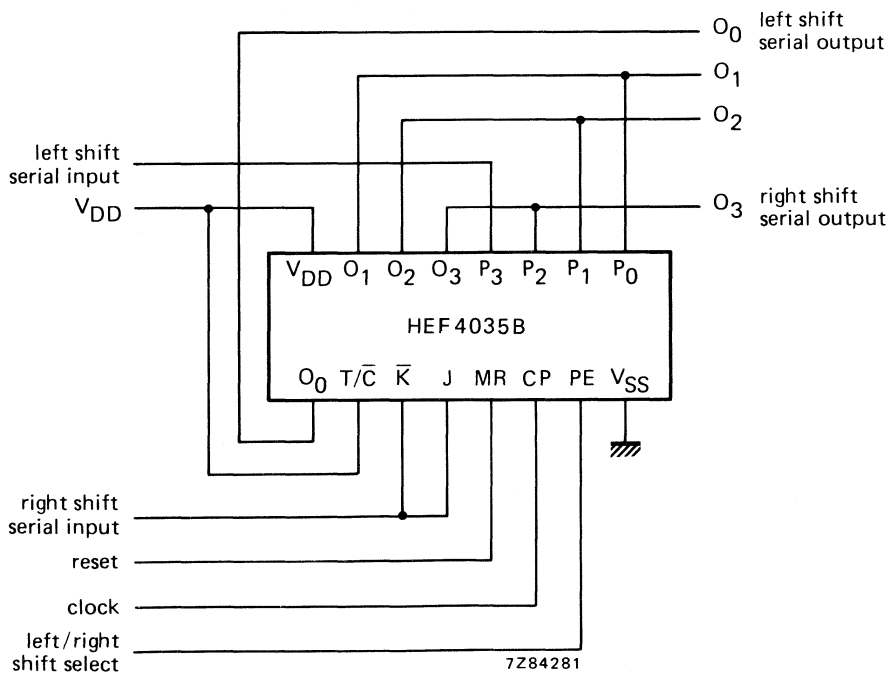 O0 left shift
serial output
O1
O2
left shift
serial input
VDD
O3 right shift
serial output
VDD O1 O2 O3 P3 P2 P1 P0
HEF4035B
O0 T/C̅ K̅ J MR CP PE VSS
right shift
serial input
reset
clock
left/right
shift select
7Z84281